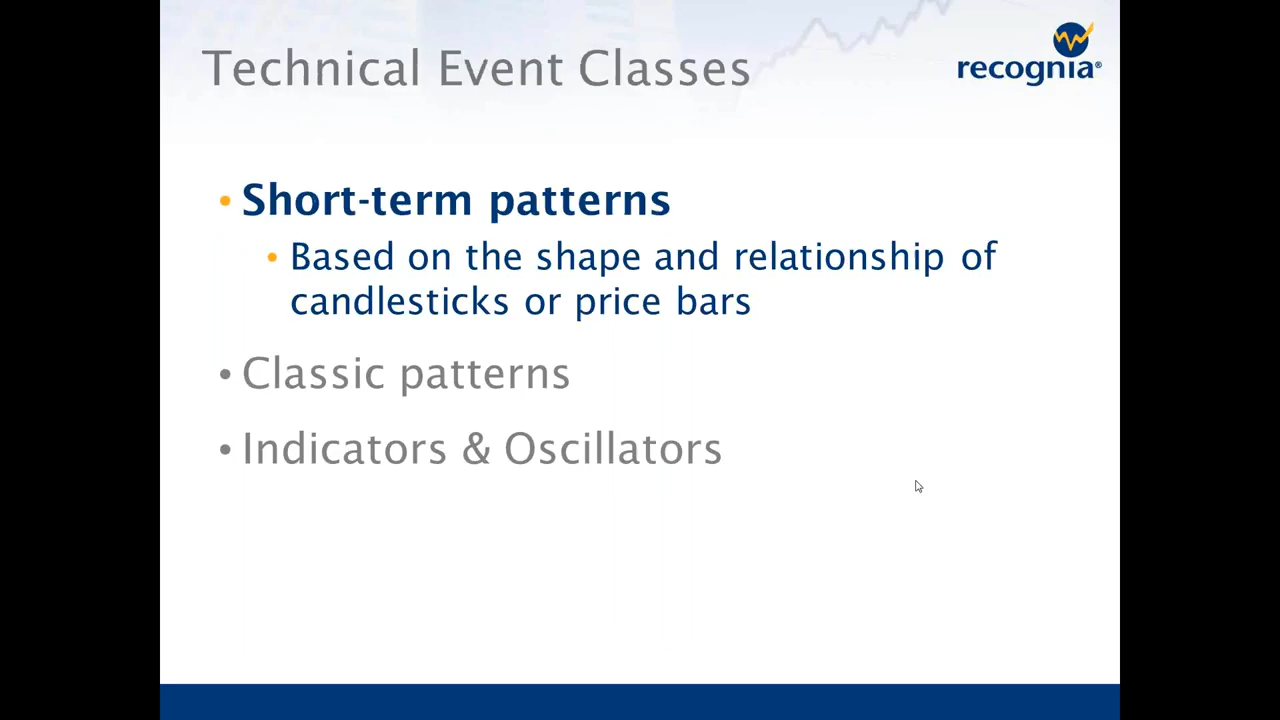 Technical Event Classes
recognia®
• Short-term patterns
• Based on the shape and relationship of
candlesticks or price bars
• Classic patterns
• Indicators & Oscillators